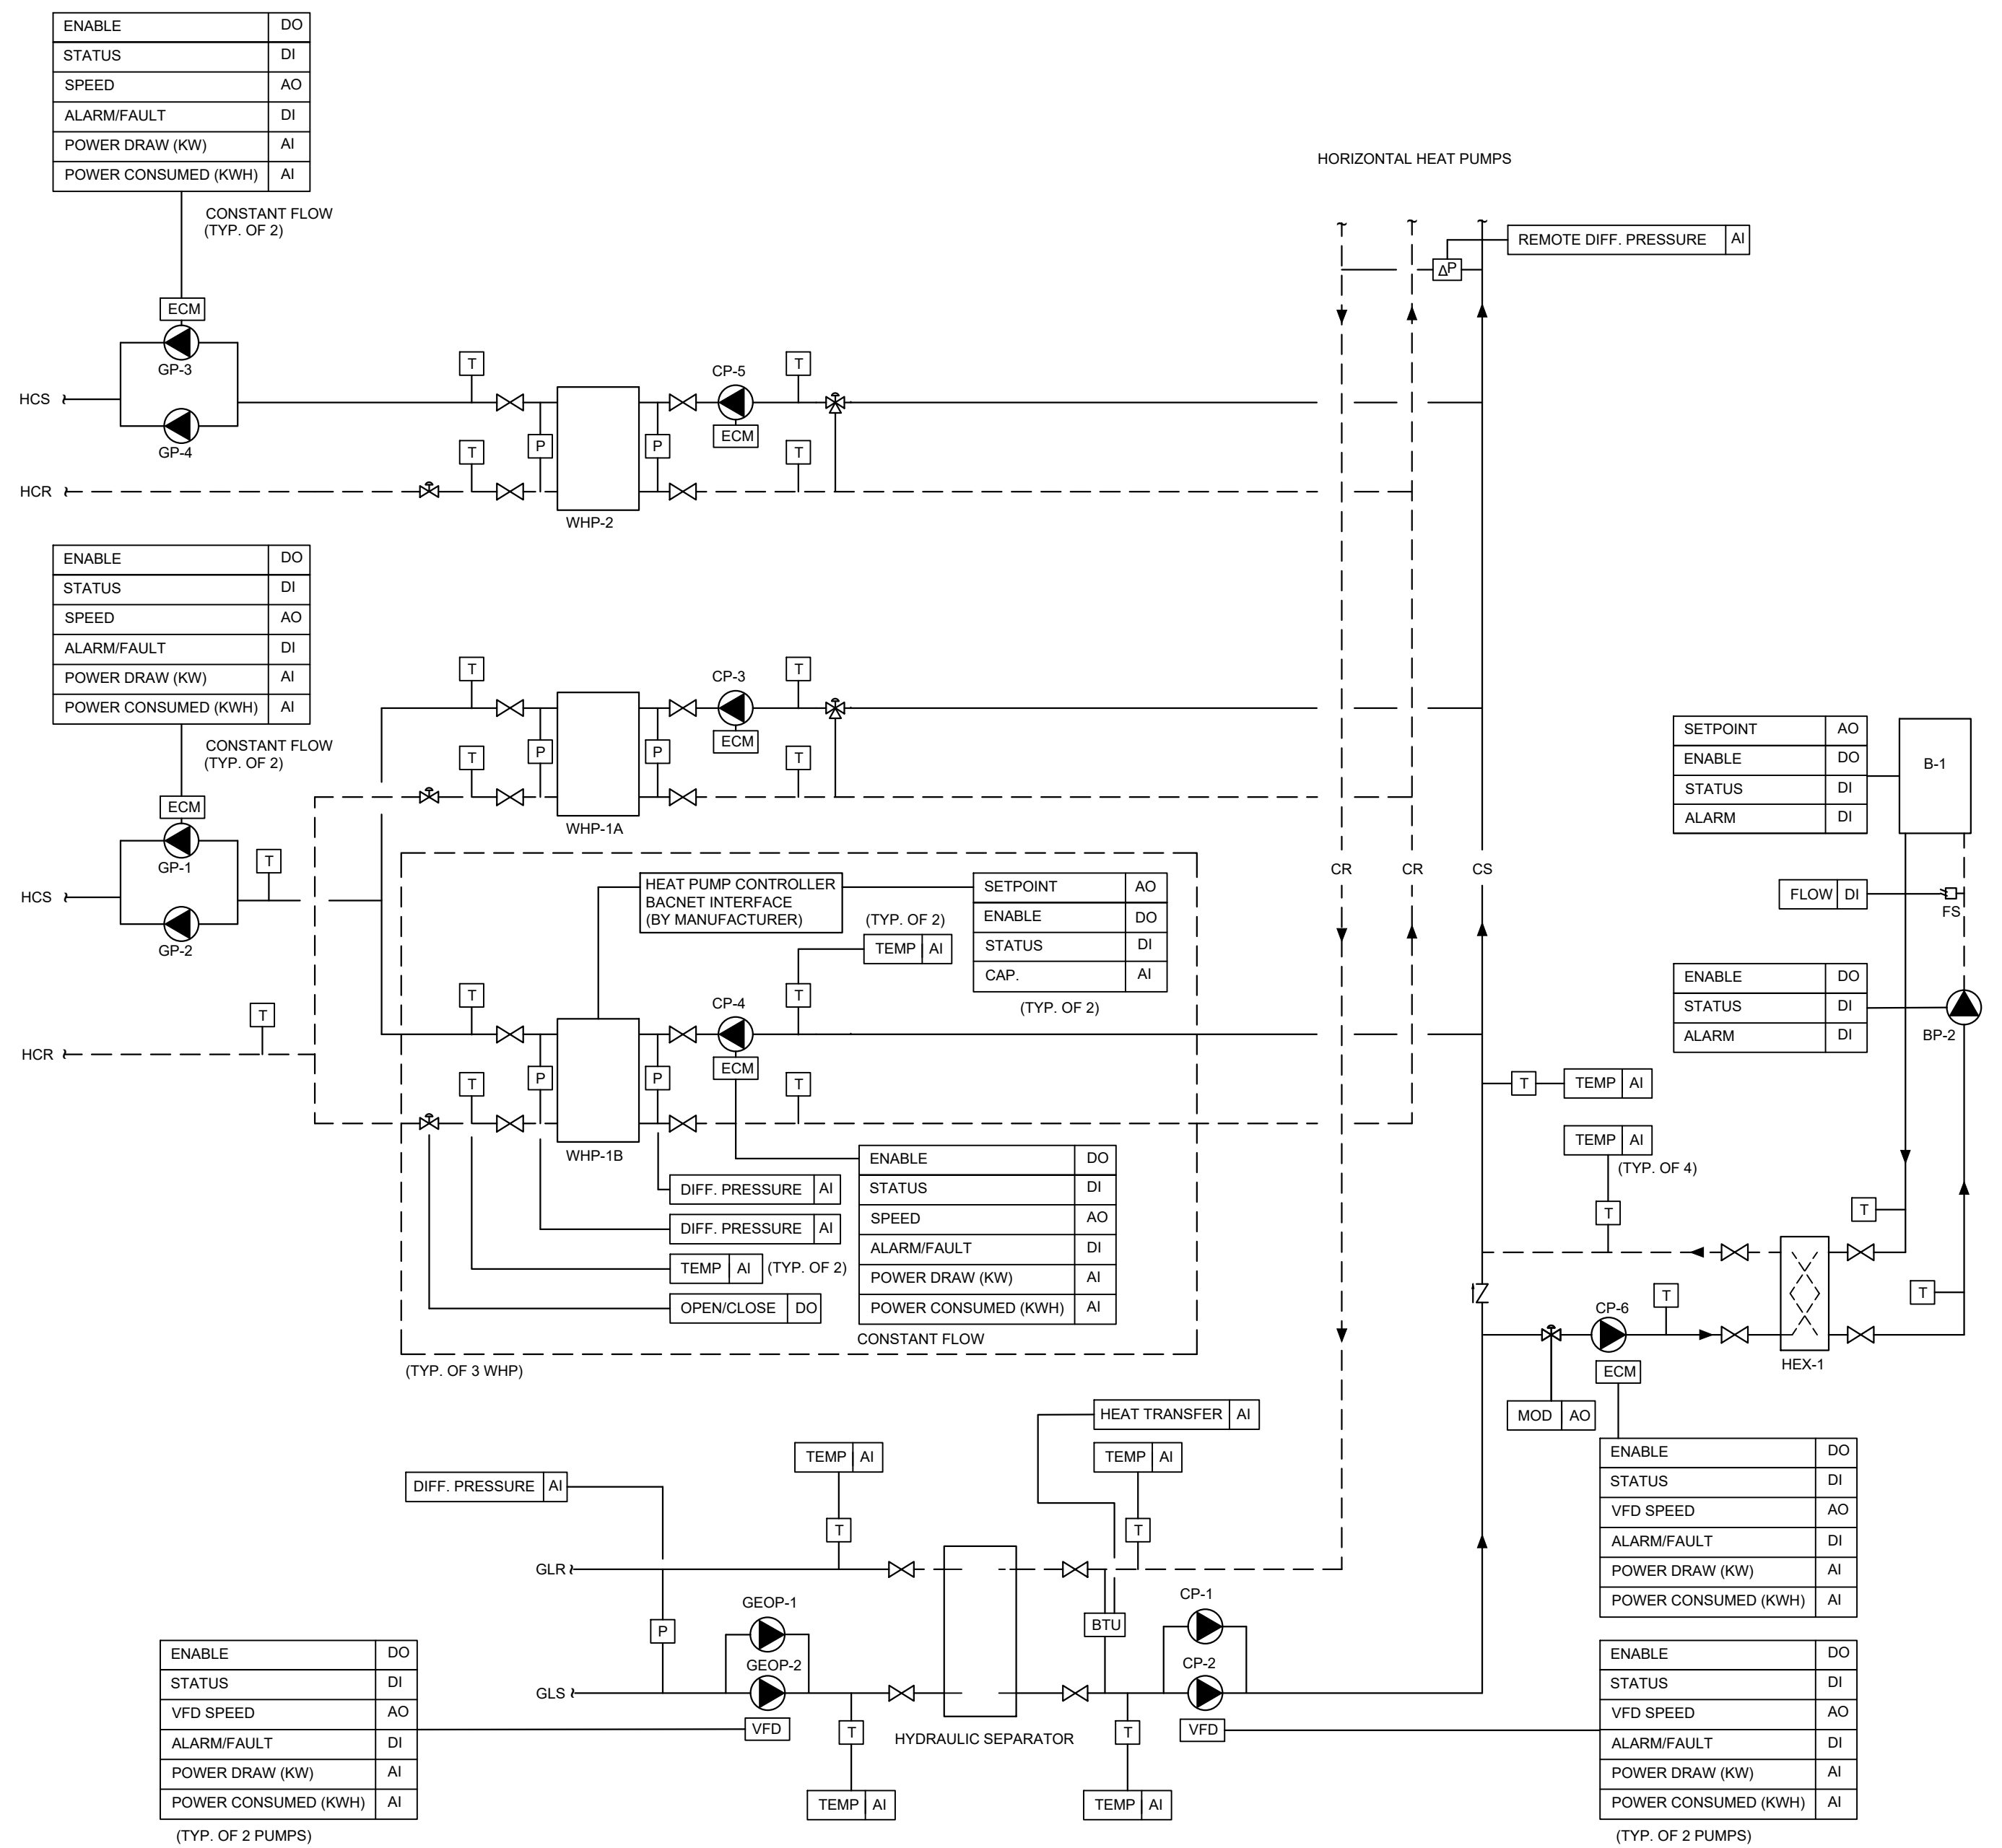 ENABLE DO
STATUS DI
SPEED AO
ALARM/FAULT DI
POWER DRAW (KW) AI
POWER CONSUMED (KWH) AI
CONSTANT FLOW
(TYP. OF 2)
HORIZONTAL HEAT PUMPS
REMOTE DIFF. PRESSURE AI
ΔP
ECM
GP-3
GP-4
HCS
HCR
T
T
P
WHP-2
P
CP-5
ECM
T
T
ENABLE DO
STATUS DI
SPEED AO
ALARM/FAULT DI
POWER DRAW (KW) AI
POWER CONSUMED (KWH) AI
CONSTANT FLOW
(TYP. OF 2)
ECM
GP-1
GP-2
T
HCS
HCR
T
T
T
P
WHP-1A
P
CP-3
ECM
T
T
CR
CR
CS
SETPOINT AO
ENABLE DO
STATUS DI
ALARM DI
B-1
FLOW DI
FS
ENABLE DO
STATUS DI
ALARM DI
BP-2
HEAT PUMP CONTROLLER
BACNET INTERFACE
(BY MANUFACTURER)
(TYP. OF 2)
TEMP AI
SETPOINT AO
ENABLE DO
STATUS DI
CAP. AI
(TYP. OF 2)
T
T
P
WHP-1B
P
CP-4
ECM
T
T
DIFF. PRESSURE AI
DIFF. PRESSURE AI
TEMP AI (TYP. OF 2)
OPEN/CLOSE DO
ENABLE DO
STATUS DI
SPEED AO
ALARM/FAULT DI
POWER DRAW (KW) AI
POWER CONSUMED (KWH) AI
CONSTANT FLOW
(TYP. OF 3 WHP)
T TEMP AI
TEMP AI
(TYP. OF 4)
T
T
T
T
CP-6
ECM
HEX-1
MOD AO
ENABLE DO
STATUS DI
VFD SPEED AO
ALARM/FAULT DI
POWER DRAW (KW) AI
POWER CONSUMED (KWH) AI
HEAT TRANSFER AI
TEMP AI
TEMP AI
DIFF. PRESSURE AI
T
T
GLR
GLS
P
GEOP-1
GEOP-2
VFD
T
TEMP AI
HYDRAULIC SEPARATOR
BTU
CP-1
CP-2
VFD
T
TEMP AI
ENABLE DO
STATUS DI
VFD SPEED AO
ALARM/FAULT DI
POWER DRAW (KW) AI
POWER CONSUMED (KWH) AI
(TYP. OF 2 PUMPS)
ENABLE DO
STATUS DI
VFD SPEED AO
ALARM/FAULT DI
POWER DRAW (KW) AI
POWER CONSUMED (KWH) AI
(TYP. OF 2 PUMPS)